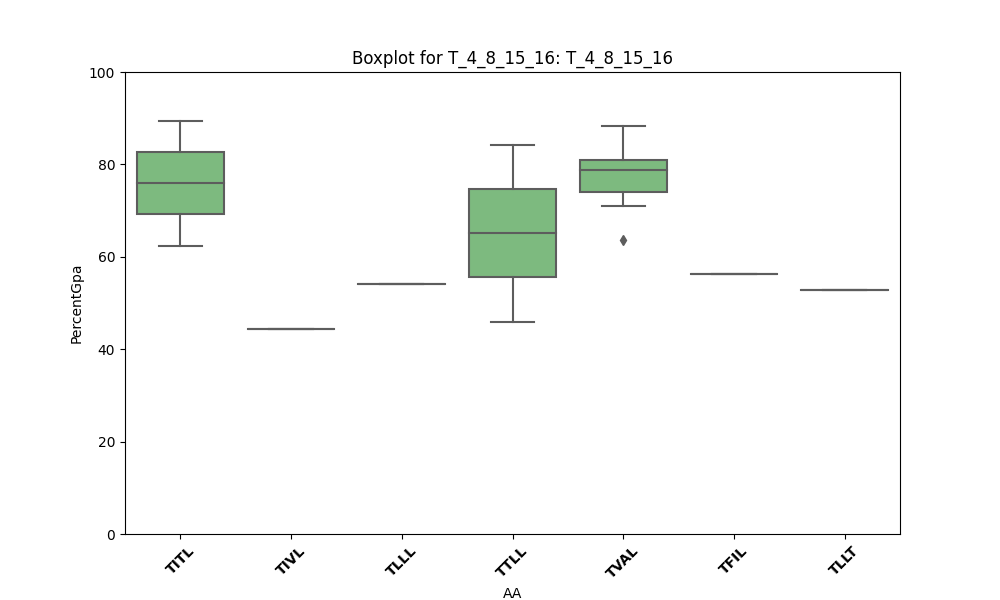 Boxplot for T_4_8_15_16: T_4_8_15_16
100
80
60
40
20
0
PercentGpa
TITL
TIVL
TLLL
TTLL
TVAL
TFIL
TLLT
AA